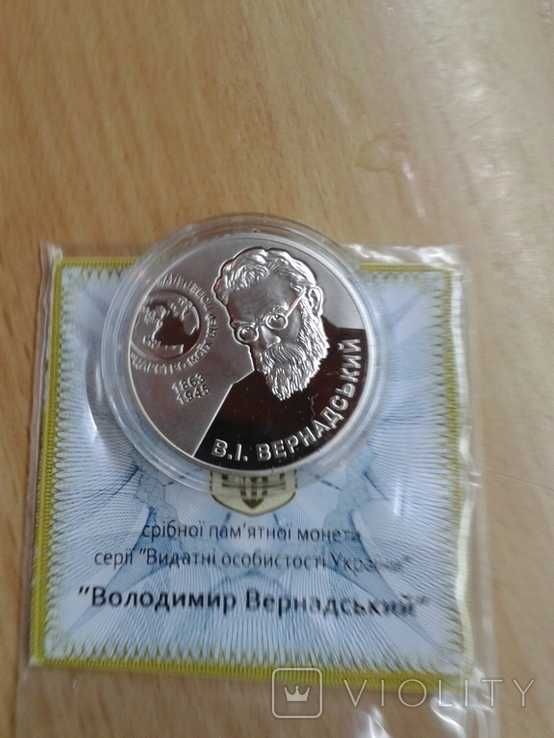 1863
1945
В.І. ВЕРНАДСЬКИЙ
срібної пам'ятної монети
серії "Видатні особистості України"
"Володимир Вернадський"
VIOLITY